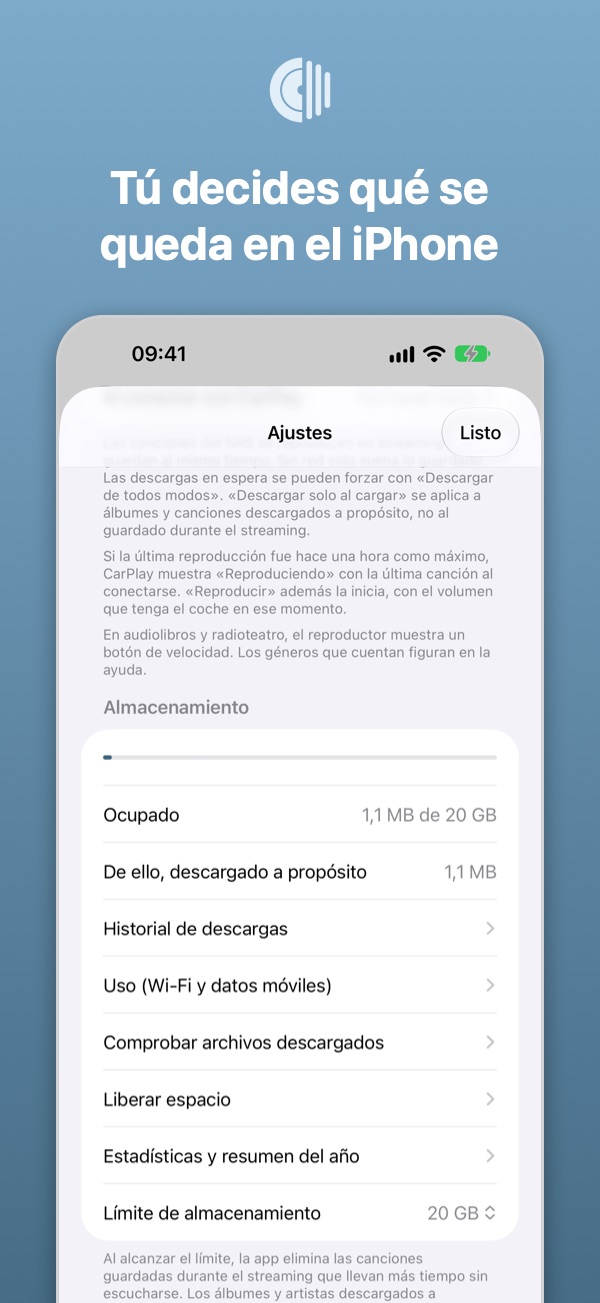 Tú decides qué se
queda en el iPhone
09:41
Ajustes
Listo
Las descargas en espera se pueden forzar con «Descargar
de todos modos». «Descargar solo al cargar» se aplica a
álbumes y canciones descargados a propósito, no al
guardado durante el streaming.
Si la última reproducción fue hace una hora como máximo,
CarPlay muestra «Reproduciendo» con la última canción al
conectarse. «Reproducir» además la inicia, con el volumen
que tenga el coche en ese momento.
En audiolibros y radioteatro, el reproductor muestra un
botón de velocidad. Los géneros que cuentan figuran en la
ayuda.
Almacenamiento
Ocupado 1,1 MB de 20 GB
De ello, descargado a propósito 1,1 MB
Historial de descargas
Uso (Wi-Fi y datos móviles)
Comprobar archivos descargados
Liberar espacio
Estadísticas y resumen del año
Límite de almacenamiento 20 GB
Al alcanzar el límite, la app elimina las canciones
guardadas durante el streaming que llevan más tiempo sin
escucharse. Los álbumes y artistas descargados a